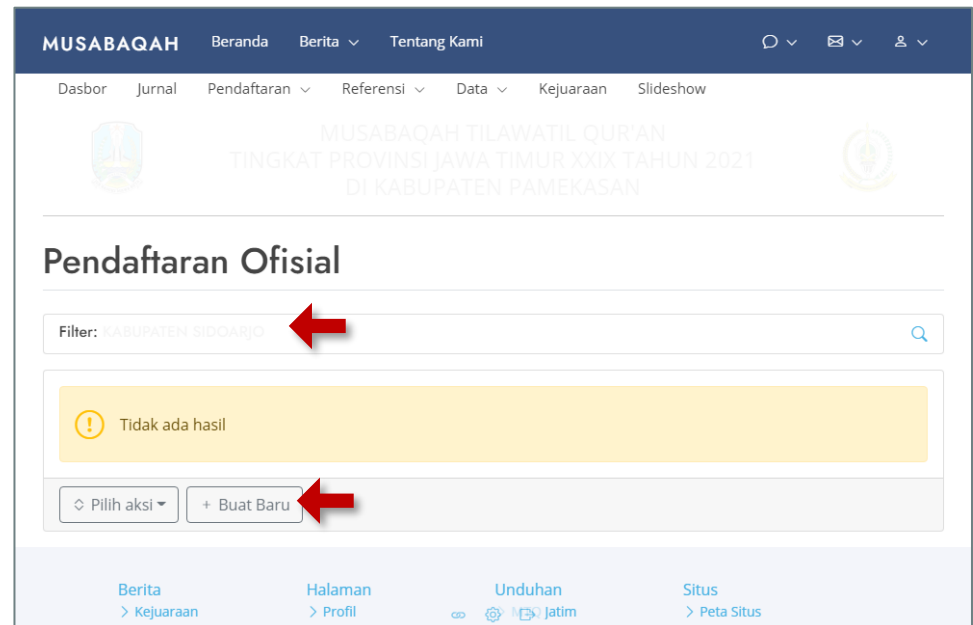 MUSABAQAH Beranda Berita Tentang Kami
Dasbor Jurnal Pendaftaran Referensi Data Kejuaraan Slideshow
MUSABAQAH TILAWATIL QUR'AN
TINGKAT PROVINSI JAWA TIMUR XXIX TAHUN 2021
DI KABUPATEN PAMEKASAN
Pendaftaran Ofisial
Filter: KABUPATEN SIDOARJO
Tidak ada hasil
Pilih aksi + Buat Baru
Berita Halaman Unduhan Situs
> Kejuaraan > Profil > MTQ Jatim > Peta Situs